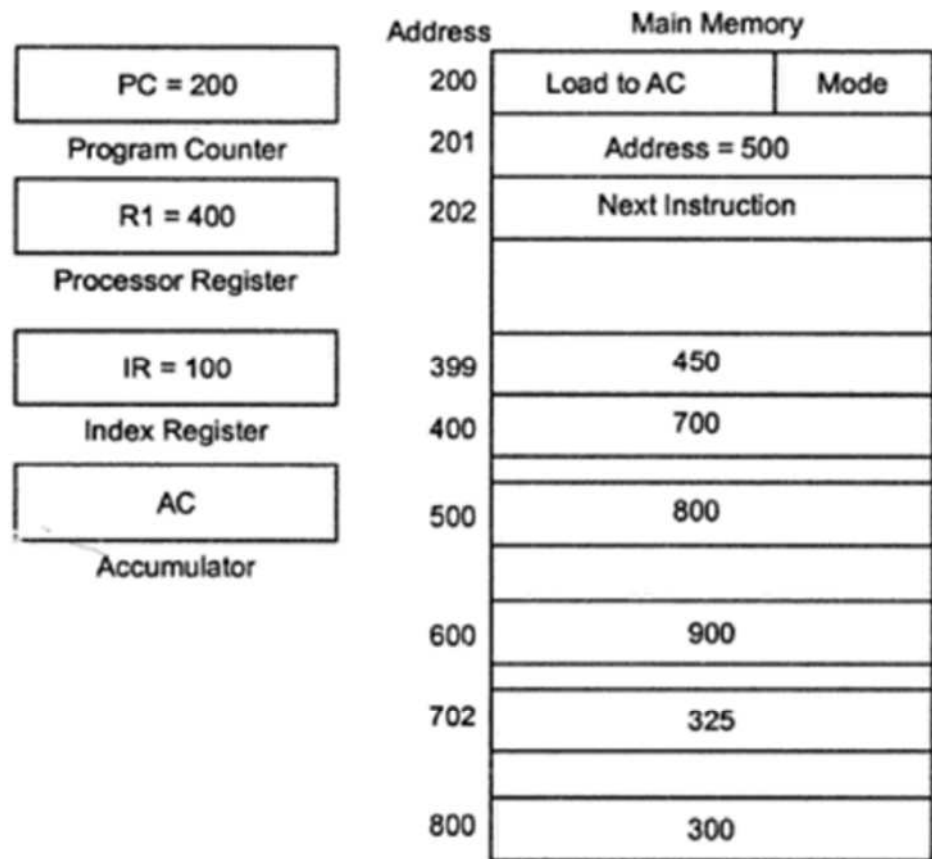 Address Main Memory
PC = 200
Program Counter
R1 = 400
Processor Register
IR = 100
Index Register
AC
Accumulator
200 Load to AC Mode
201 Address = 500
202 Next Instruction
399 450
400 700
500 800
600 900
702 325
800 300